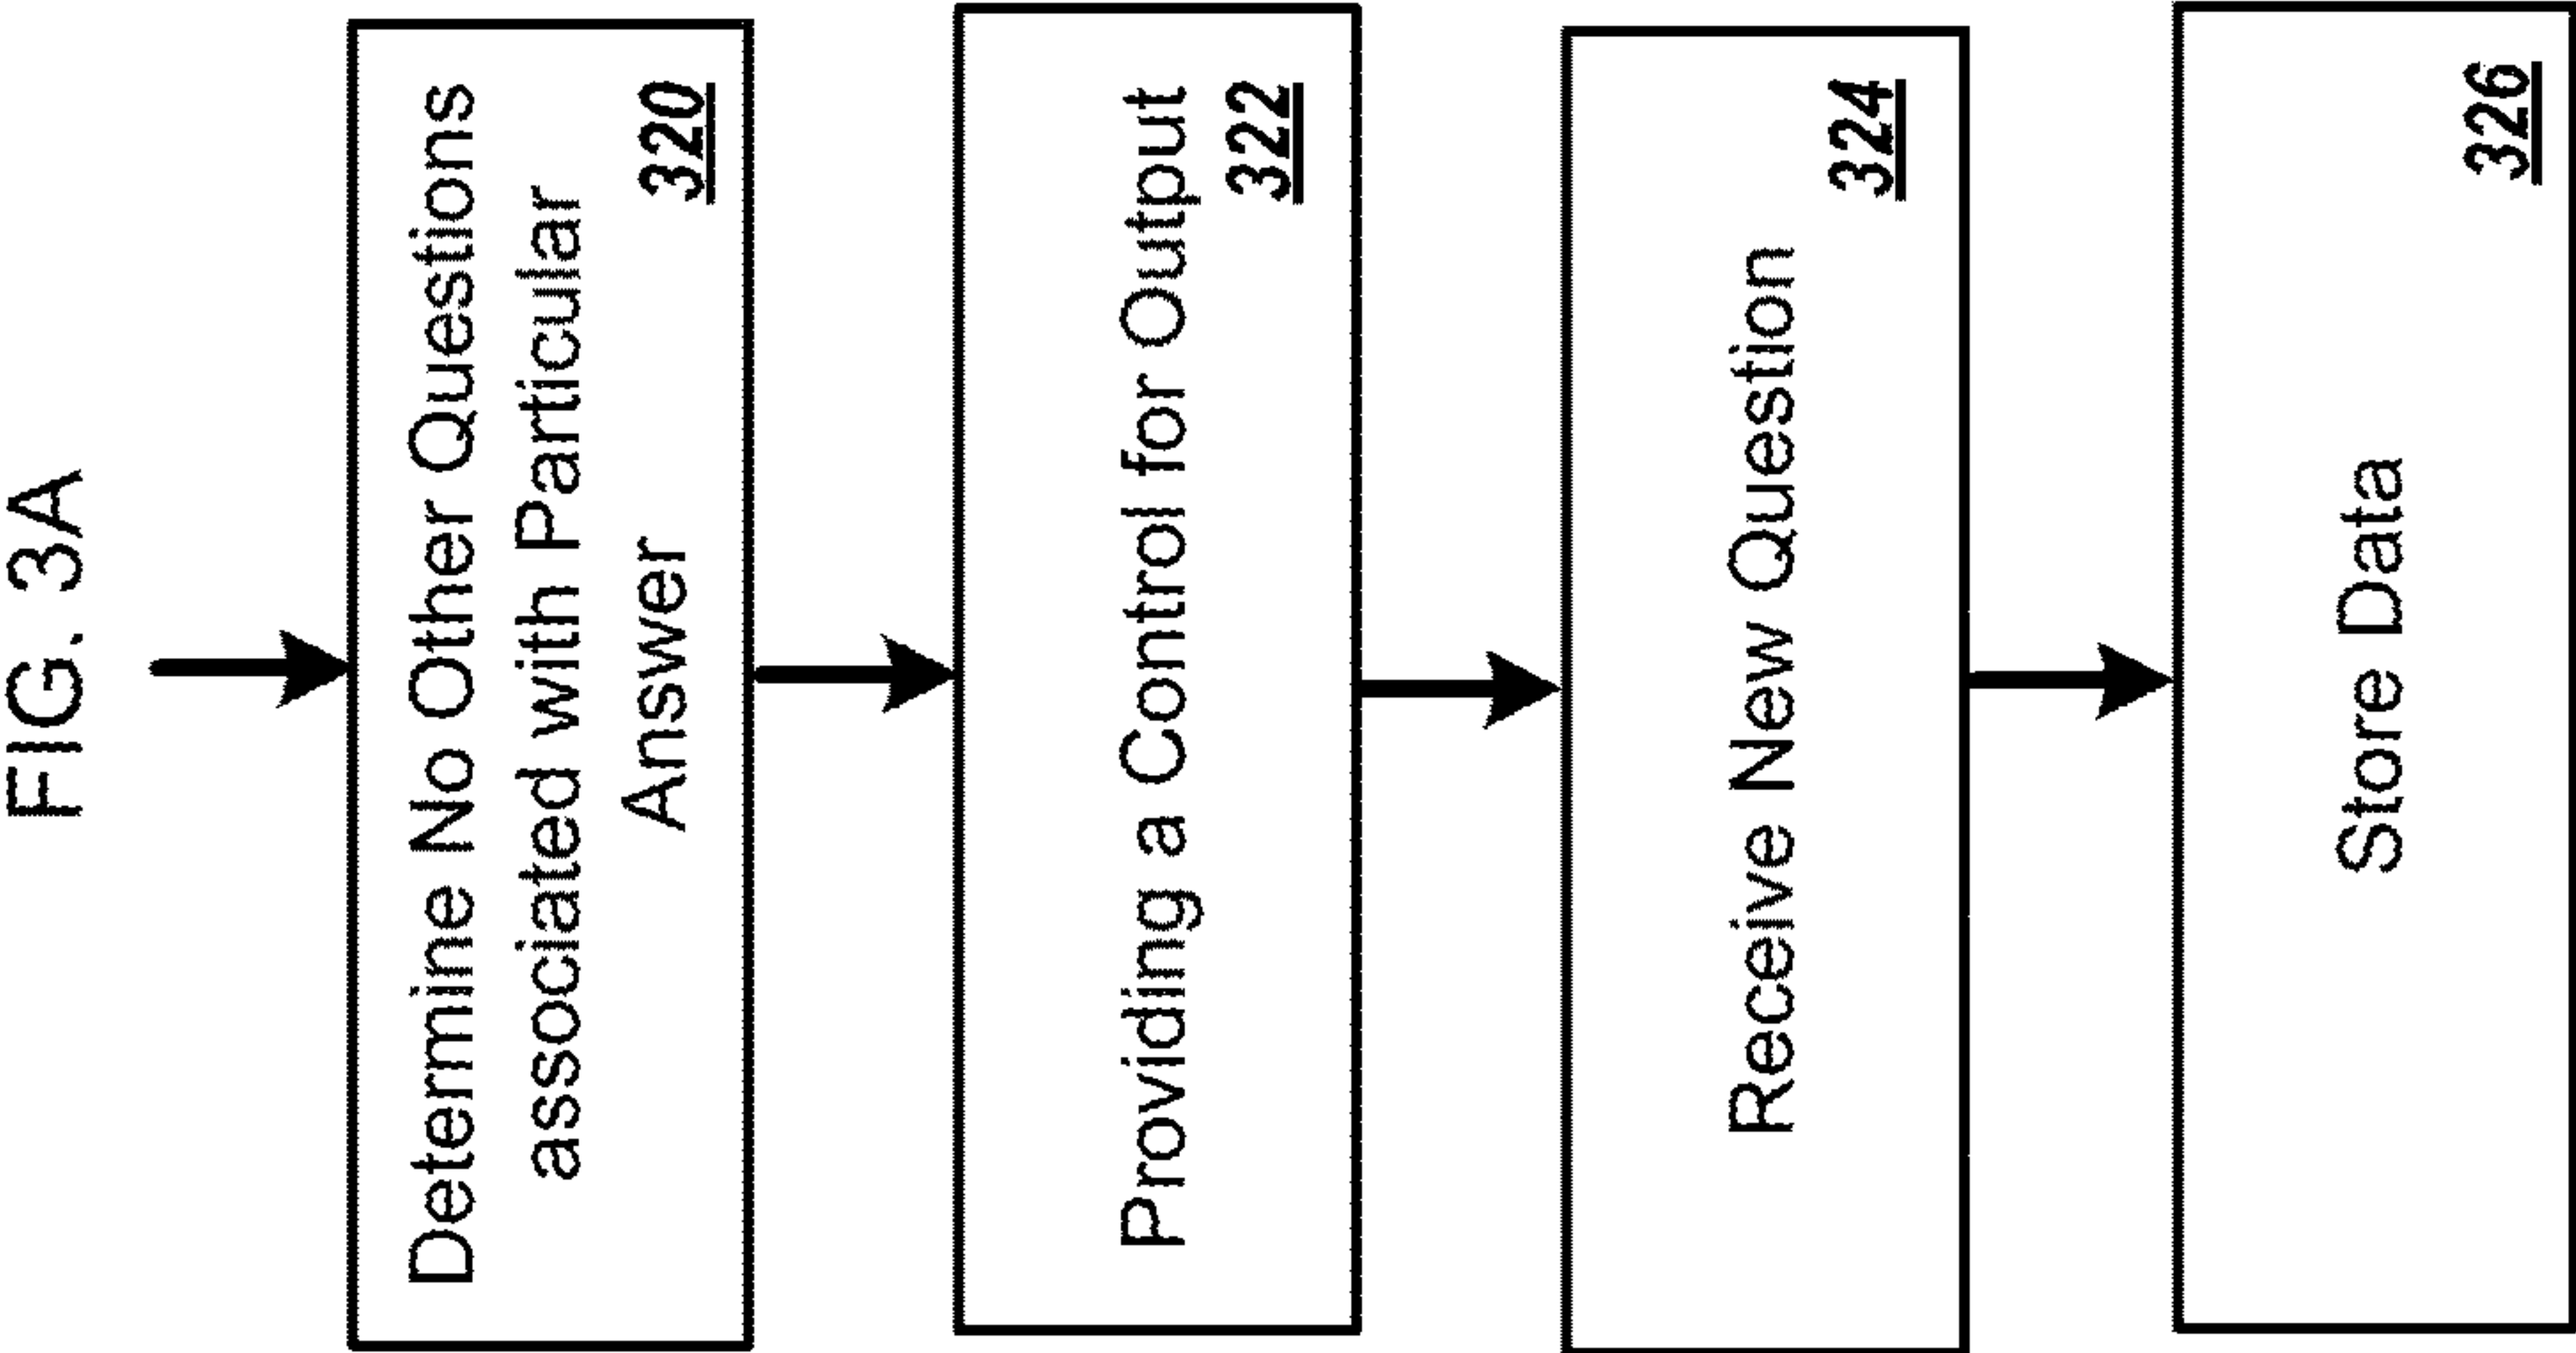 FIG. 3A
Determine No Other Questions
associated with Particular
Answer
320
Providing a Control for Output
322
Receive New Question
324
Store Data
326